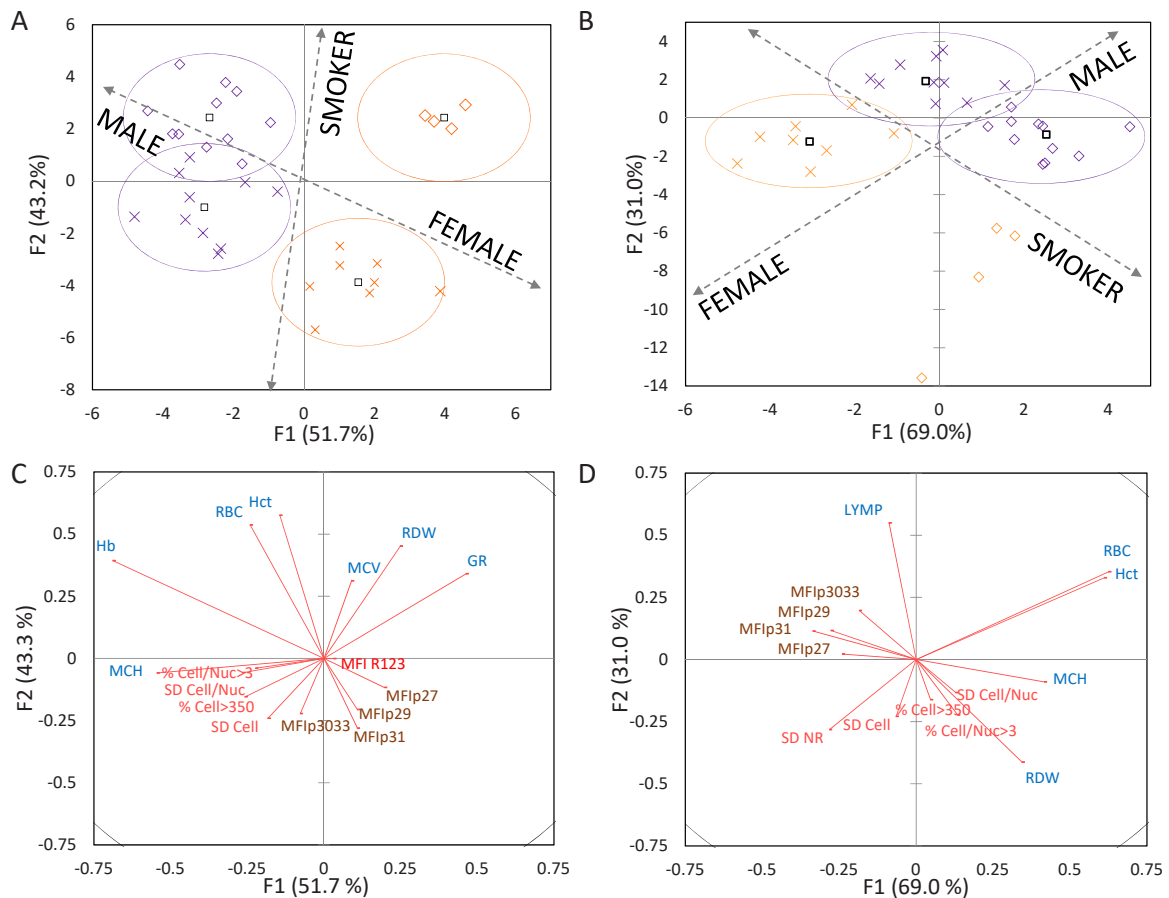 A
6
4
2
0
-2
-4
-6
-8
-6
-4
-2
0
2
4
6
F1 (51.7%)
F2 (43.2%)
MALE
SMOKER
FEMALE
B
4
2
0
-2
-4
-6
-8
-10
-12
-14
-6
-4
-2
0
2
4
F1 (69.0%)
F2 (31.0%)
MALE
SMOKER
FEMALE
C
0.75
0.5
0.25
0
-0.25
-0.5
-0.75
-0.75
-0.5
-0.25
0
0.25
0.5
0.75
F1 (51.7 %)
F2 (43.3 %)
Hct
RBC
Hb
RDW
MCV
GR
MCH
% Cell/Nuc>3
MFI R123
SD Cell/Nuc
MFIp27
% Cell>350
MFIp29
SD Cell
MFIp3033
MFIp31
D
0.75
0.5
0.25
0
-0.25
-0.5
-0.75
-0.75
-0.5
-0.25
0
0.25
0.5
0.75
F1 (69.0 %)
F2 (31.0 %)
LYMP
RBC
Hct
MFIp3033
MFIp29
MFIp31
MFIp27
MCH
SD Cell/Nuc
% Cell>350
SD Cell
% Cell/Nuc>3
SD NR
RDW